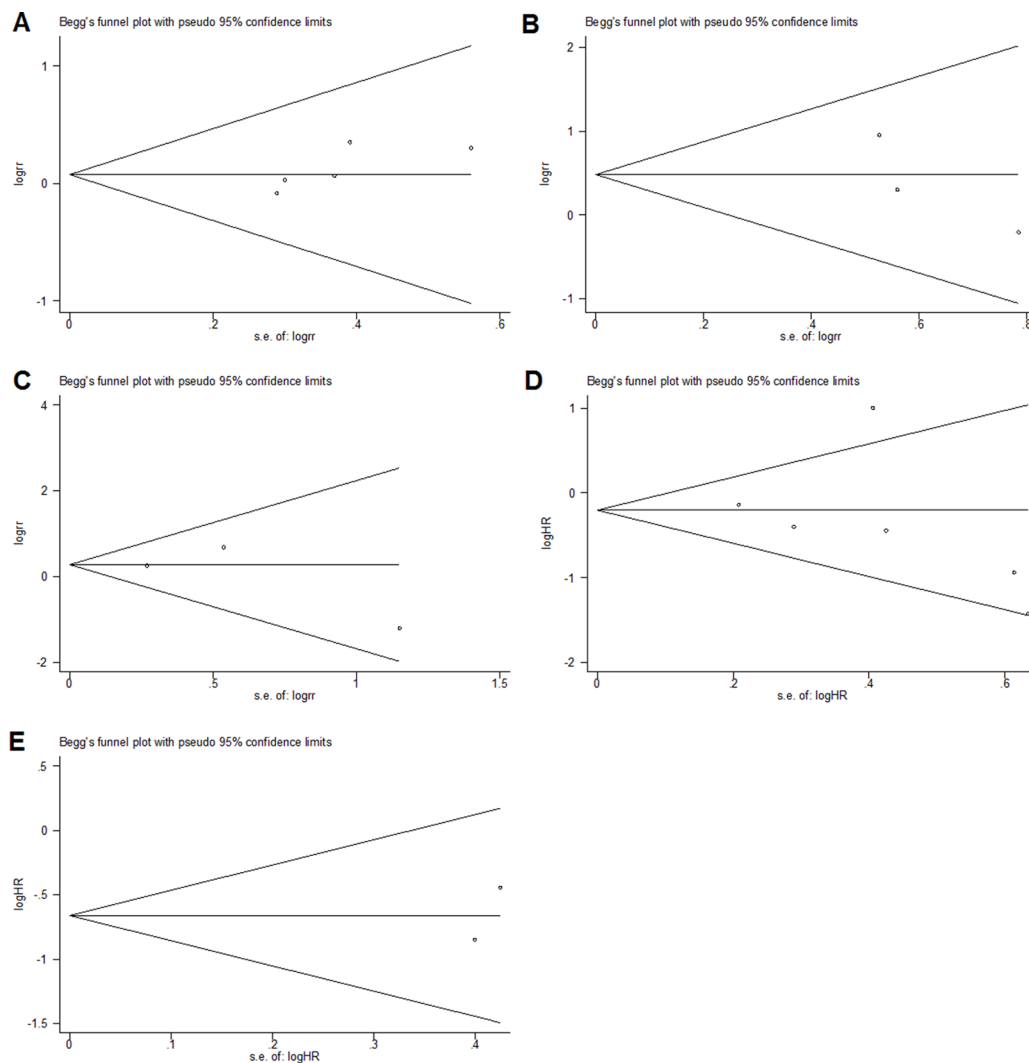 A
Begg's funnel plot with pseudo 95% confidence limits
logrr
1
0
-1
0 .2 .4 .6
s.e. of: logrr
B
Begg's funnel plot with pseudo 95% confidence limits
logrr
2
1
0
-1
0 .2 .4 .6 .8
s.e. of: logrr
C
Begg's funnel plot with pseudo 95% confidence limits
logrr
4
2
0
-2
0 .5 1 1.5
s.e. of: logrr
D
Begg's funnel plot with pseudo 95% confidence limits
logHR
1
0
-1
-2
0 .2 .4 .6
s.e. of: logHR
E
Begg's funnel plot with pseudo 95% confidence limits
logHR
.5
0
-.5
-1
-1.5
0 .1 .2 .3 .4
s.e. of: logHR